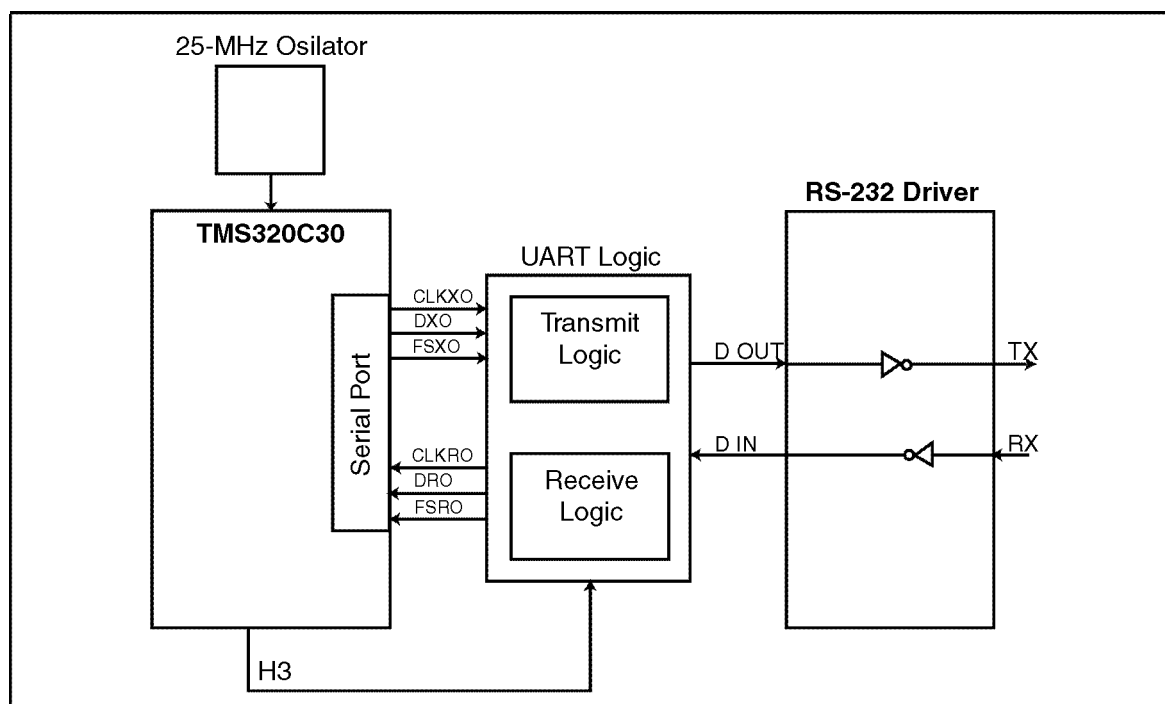 25-MHz Osilator
TMS320C30
Serial Port
CLKXO
DXO
FSXO
CLKRO
DRO
FSRO
H3
UART Logic
Transmit
Logic
Receive
Logic
D OUT
D IN
RS-232 Driver
TX
RX